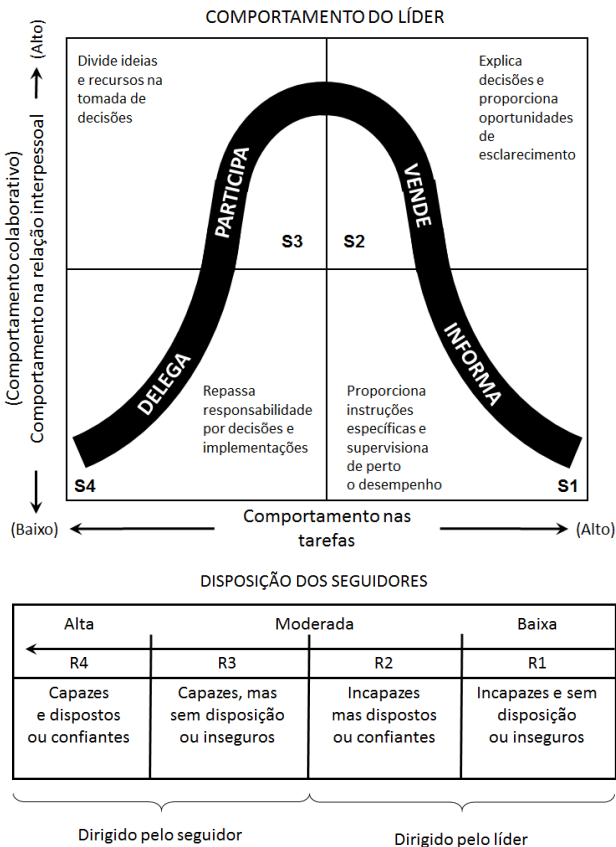 COMPORTAMENTO DO LÍDER
(Alto)
Comportamento na relação interpessoal
(Comportamento colaborativo)
Divide ideias
e recursos na
tomada de
decisões
Explica
decisões e
proporciona
oportunidades
de
esclarecimento
PARTICIPA
VENDE
S3
S2
DELEGA
INFORMA
Repassa
responsabilidade
por decisões e
implementações
Proporciona
instruções
específicas e
supervisiona
de perto
o desempenho
S4
S1
(Baixo)
Comportamento nas
tarefas
(Alto)
DISPOSIÇÃO DOS SEGUIDORES
Alta
Moderada
Baixa
R4
R3
R2
R1
Capazes
e dispostos
ou confiantes
Capazes, mas
sem disposição
ou inseguros
Incapazes
mas dispostos
ou confiantes
Incapazes e sem
disposição
ou inseguros
Dirigido pelo seguidor
Dirigido pelo líder